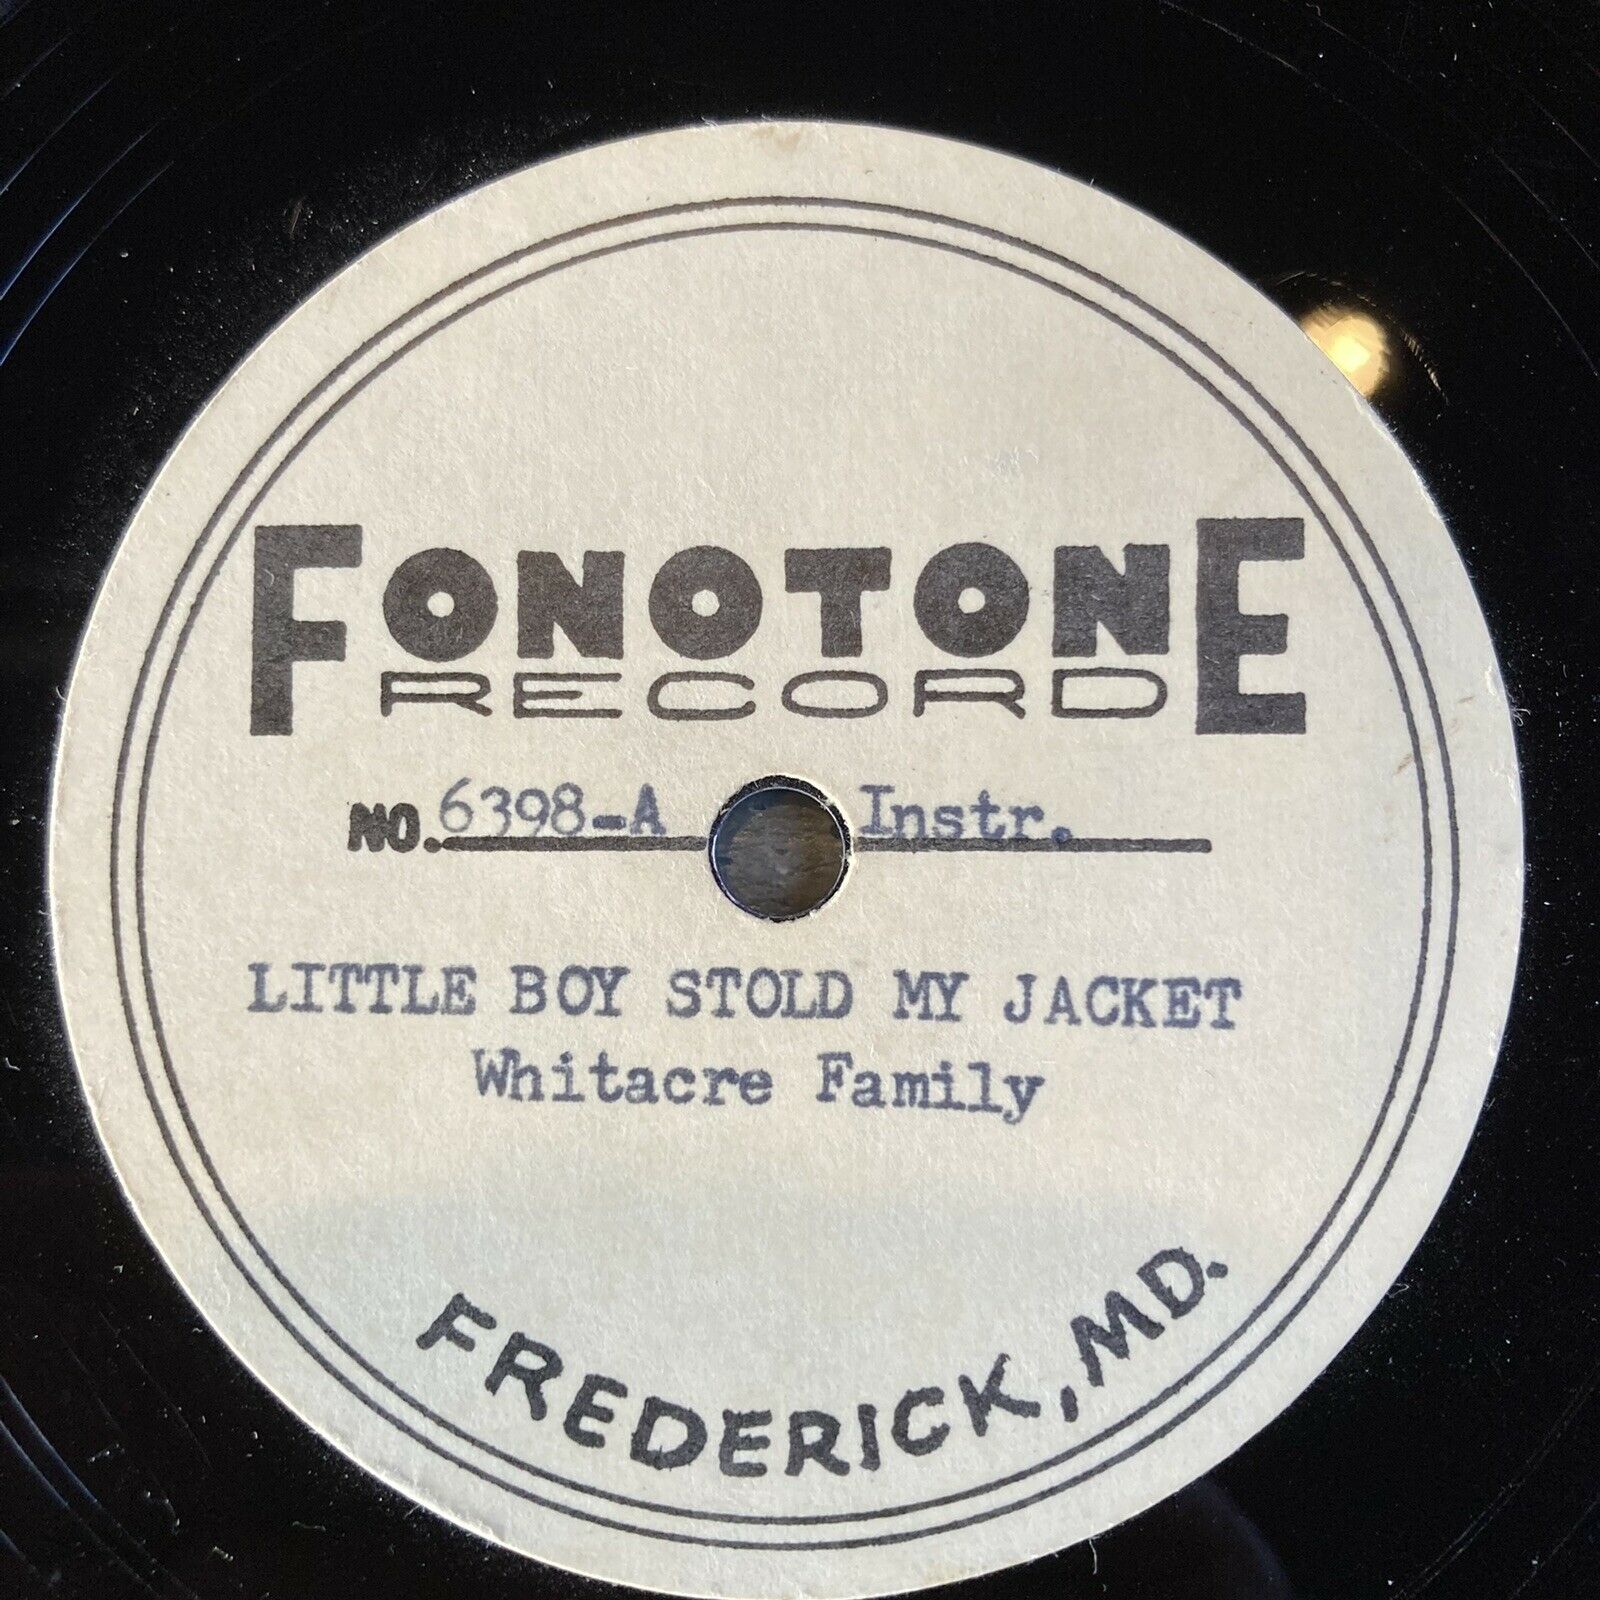 FONOTONE
RECORD
NO. 6398-A Instr.
LITTLE BOY STOLD MY JACKET
Whitacre Family
FREDERICK, MD.